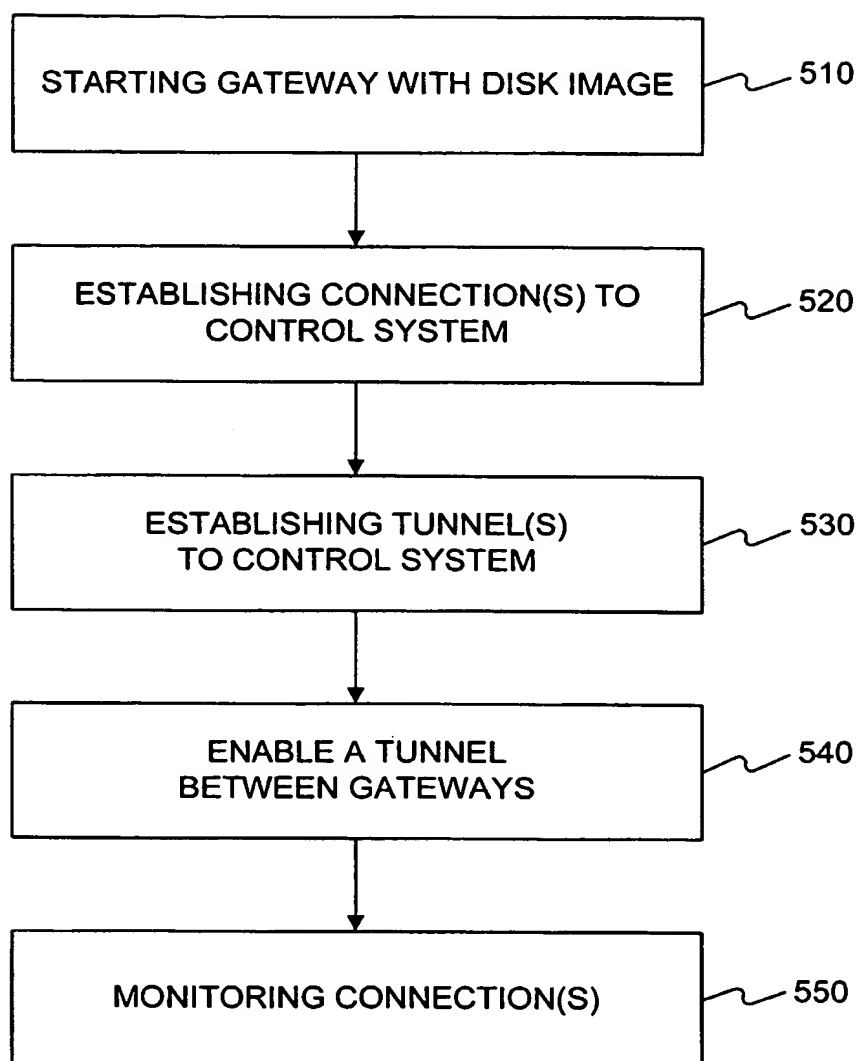 STARTING GATEWAY WITH DISK IMAGE
510
ESTABLISHING CONNECTION(S) TO
CONTROL SYSTEM
520
ESTABLISHING TUNNEL(S)
TO CONTROL SYSTEM
530
ENABLE A TUNNEL
BETWEEN GATEWAYS
540
MONITORING CONNECTION(S)
550